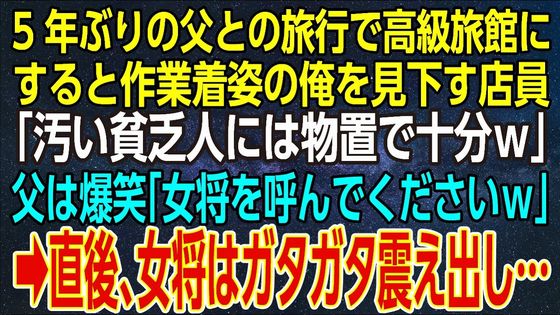 5年ぶりの父との旅行で高級旅館に
すると作業着姿の俺を見下す店員
「汚い貧乏人には物置で十分w」
父は爆笑「女将を呼んでくださいw」
➡直後、女将はガタガタ震え出し…